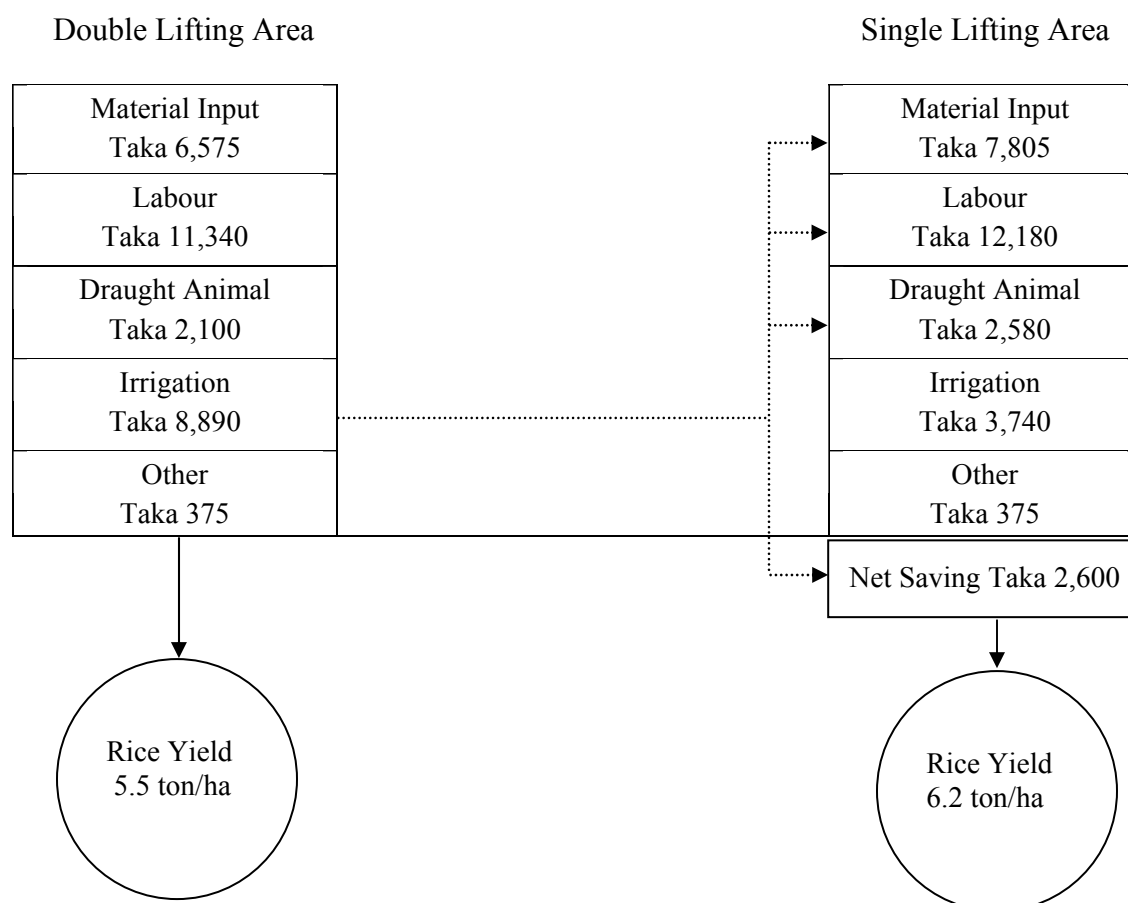 Double Lifting Area
Single Lifting Area
Material Input
Taka 6,575
Labour
Taka 11,340
Draught Animal
Taka 2,100
Irrigation
Taka 8,890
Other
Taka 375
Rice Yield
5.5 ton/ha
Material Input
Taka 7,805
Labour
Taka 12,180
Draught Animal
Taka 2,580
Irrigation
Taka 3,740
Other
Taka 375
Net Saving Taka 2,600
Rice Yield
6.2 ton/ha